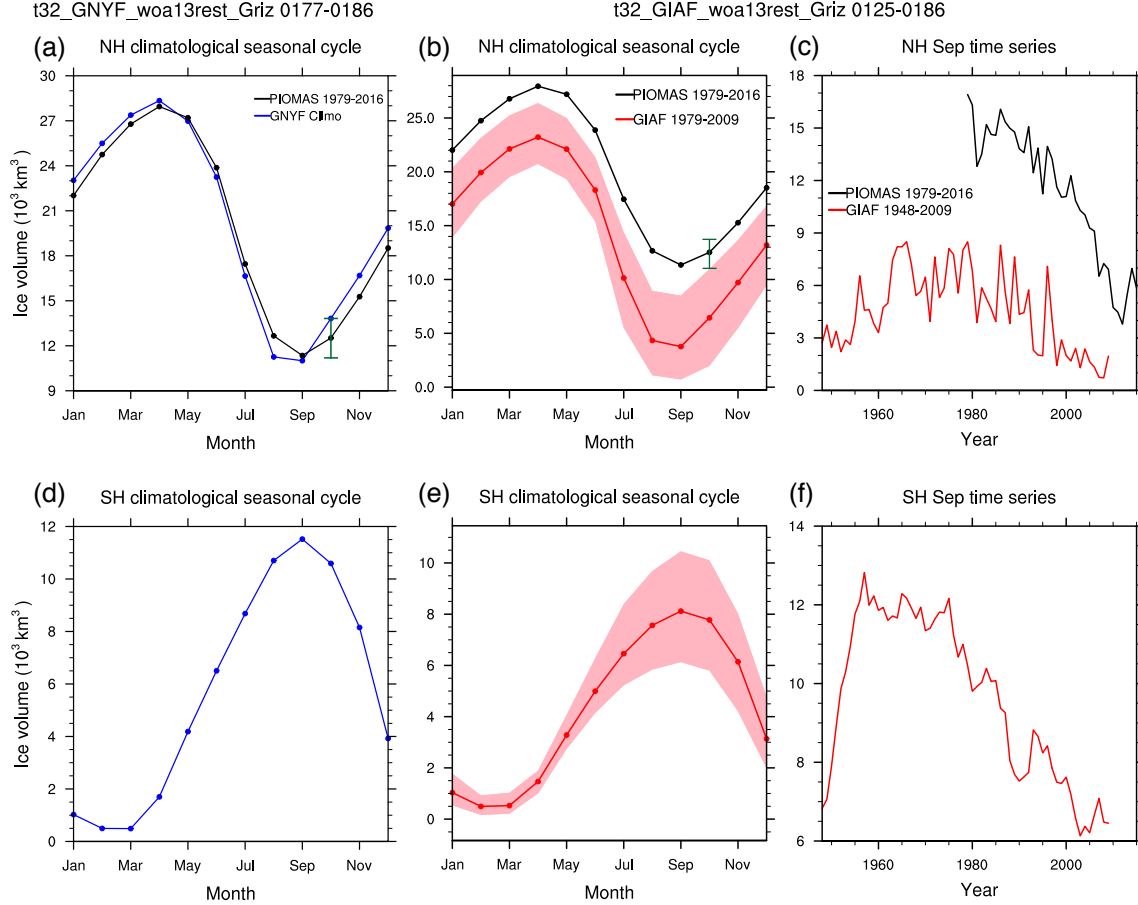 t32_GNYF_woa13rest_Griz 0177-0186
t32_GIAF_woa13rest_Griz 0125-0186
(a)
NH climatological seasonal cycle
Ice volume (10³ km³)
30
27
24
21
18
15
12
9
PIOMAS 1979-2016
GNYF Climo
Jan
Mar
May
Jul
Sep
Nov
Month
(b)
NH climatological seasonal cycle
25.0
20.0
15.0
10.0
5.0
0.0
PIOMAS 1979-2016
GIAF 1979-2009
Jan
Mar
May
Jul
Sep
Nov
Month
(c)
NH Sep time series
18
15
12
9
6
3
0
PIOMAS 1979-2016
GIAF 1948-2009
1960
1980
2000
Year
(d)
SH climatological seasonal cycle
Ice volume (10³ km³)
12
10
8
6
4
2
0
Jan
Mar
May
Jul
Sep
Nov
Month
(e)
SH climatological seasonal cycle
10
8
6
4
2
0
Jan
Mar
May
Jul
Sep
Nov
Month
(f)
SH Sep time series
14
12
10
8
6
1960
1980
2000
Year